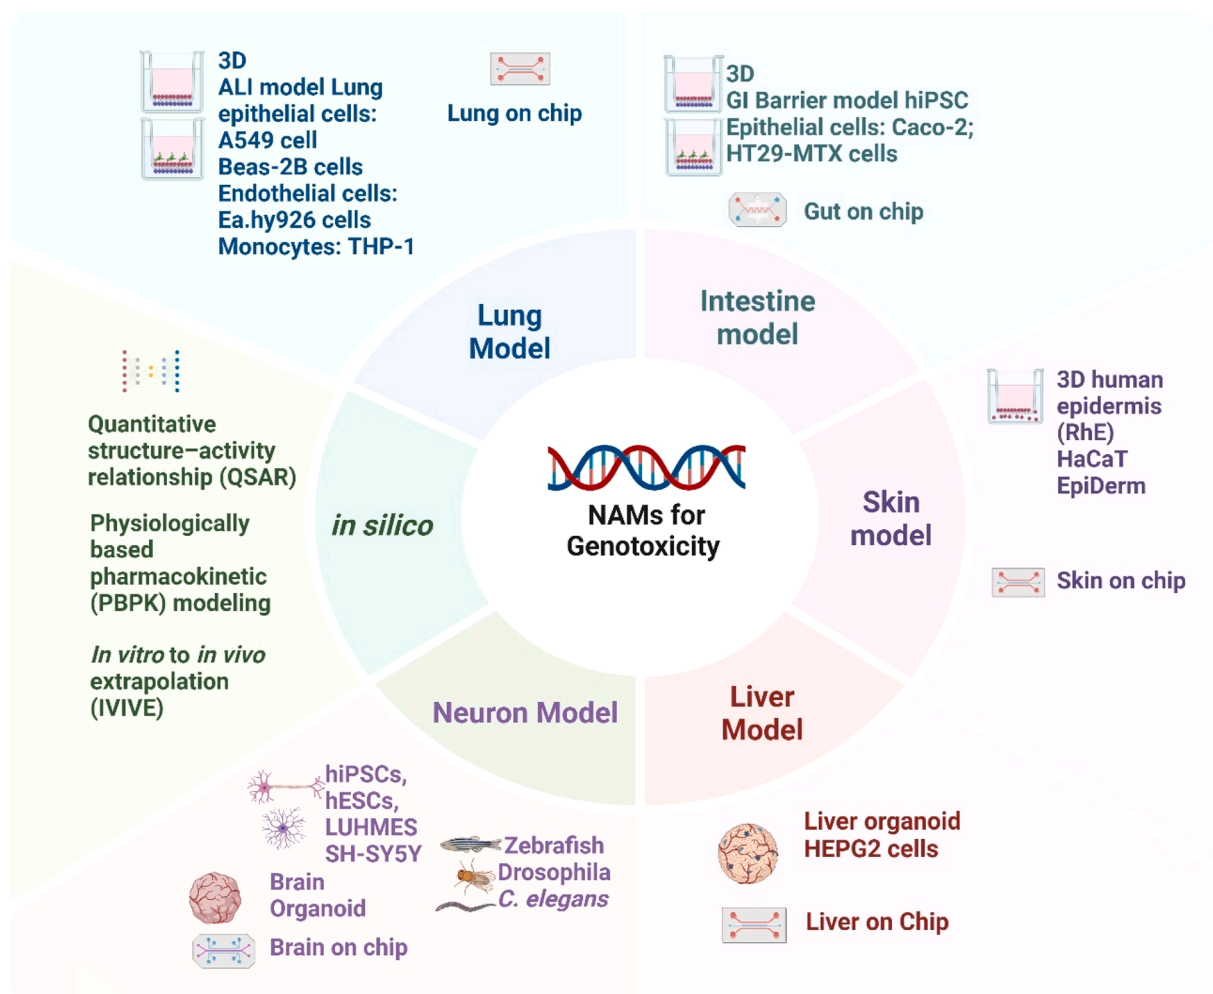 3D
ALI model Lung
epithelial cells:
A549 cell
Beas-2B cells
Endothelial cells:
Ea.hy926 cells
Monocytes: THP-1
Lung on chip
3D
GI Barrier model hiPSC
Epithelial cells: Caco-2;
HT29-MTX cells
Gut on chip
Lung
Model
Intestine
model
Quantitative
structure–activity
relationship (QSAR)
Physiologically
based
pharmacokinetic
(PBPK) modeling
In vitro to in vivo
extrapolation
(IVIVE)
in silico
NAMs for
Genotoxicity
Skin
model
3D human
epidermis
(RhE)
HaCaT
EpiDerm
Skin on chip
Neuron Model
Liver
Model
hiPSCs,
hESCs,
LUHMES
SH-SY5Y
Brain
Organoid
Brain on chip
Zebrafish
Drosophila
C. elegans
Liver organoid
HEPG2 cells
Liver on Chip